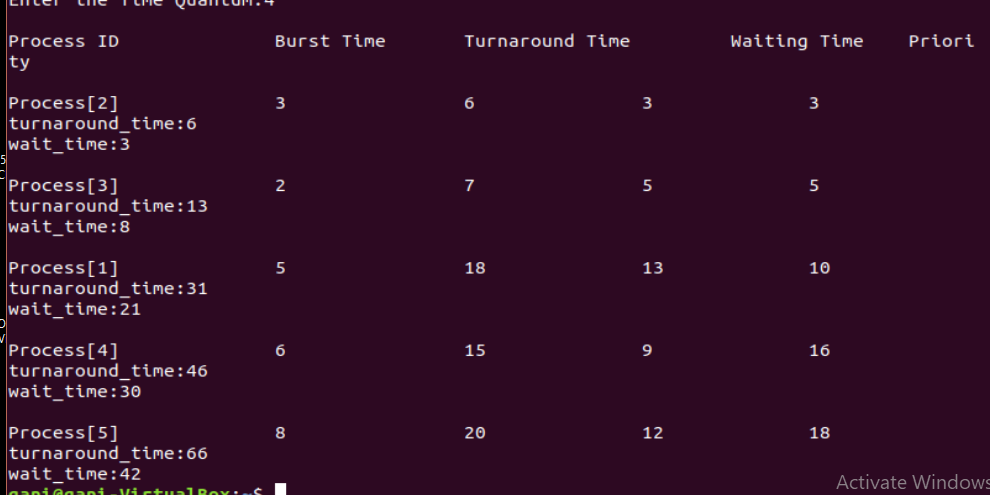 Enter the Time Quantum:4
Process ID Burst Time Turnaround Time Waiting Time Priori
ty
Process[2] 3 6 3 3
turnaround_time:6
wait_time:3
Process[3] 2 7 5 5
turnaround_time:13
wait_time:8
Process[1] 5 18 13 10
turnaround_time:31
wait_time:21
Process[4] 6 15 9 16
turnaround_time:46
wait_time:30
Process[5] 8 20 12 18
turnaround_time:66
wait_time:42
Activate Windows